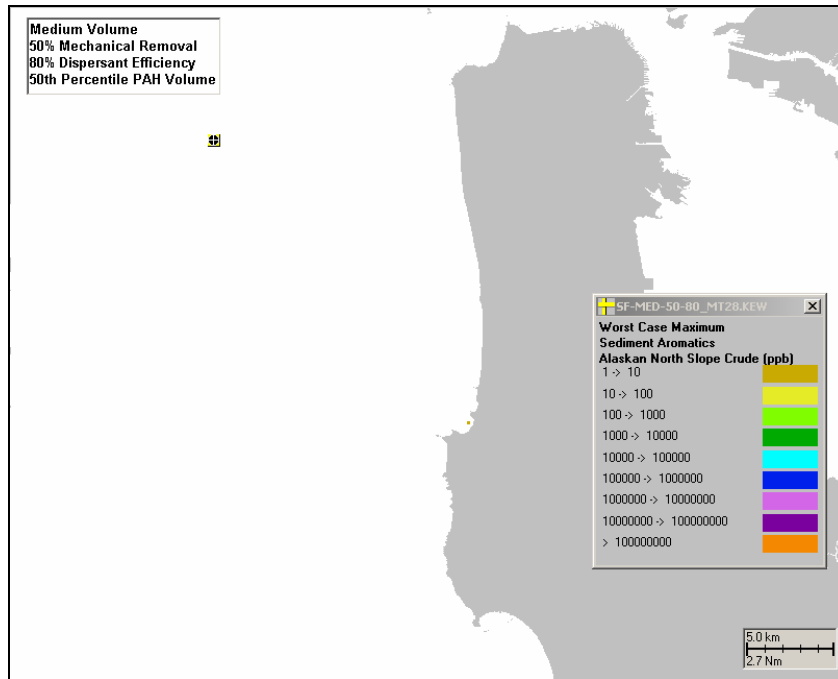 Medium Volume
50% Mechanical Removal
80% Dispersant Efficiency
50th Percentile PAH Volume
SF-MED-50-80_MT28.KEW
Worst Case Maximum
Sediment Aromatics
Alaskan North Slope Crude (ppb)
1 -> 10
10 -> 100
100 -> 1000
1000 -> 10000
10000 -> 100000
100000 -> 1000000
1000000 -> 10000000
10000000 -> 100000000
> 100000000
5.0 km
2.7 Nm